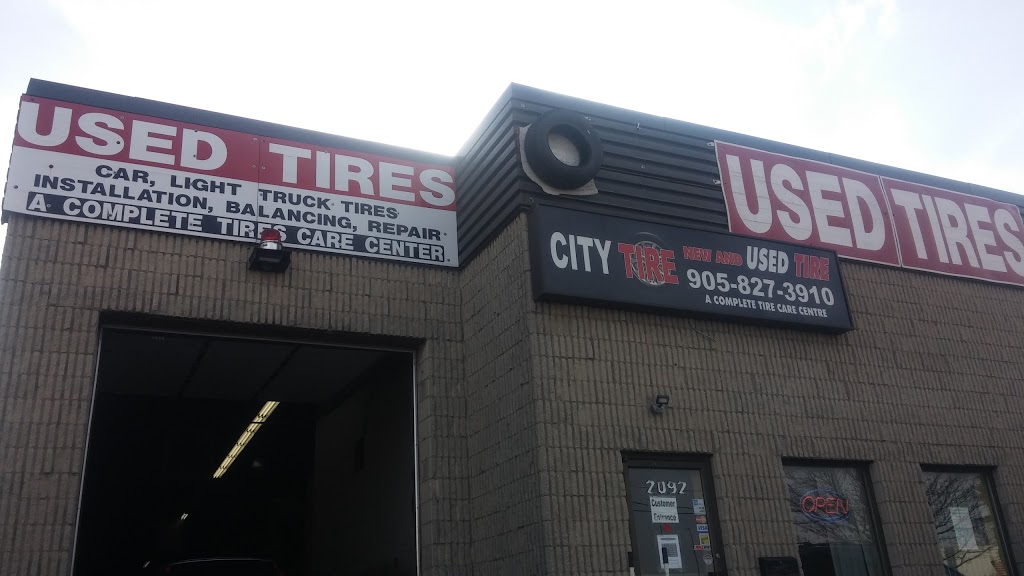 USED TIRES
CAR, LIGHT TRUCK TIRES
INSTALLATION, BALANCING, REPAIR
A COMPLETE TIRES CARE CENTER.
CITY TIRE NEW AND USED TIRE
905-827-3910
A COMPLETE TIRE CARE CENTRE
USED TIRES
2092
Customer
Entrance
VISA
OPEN